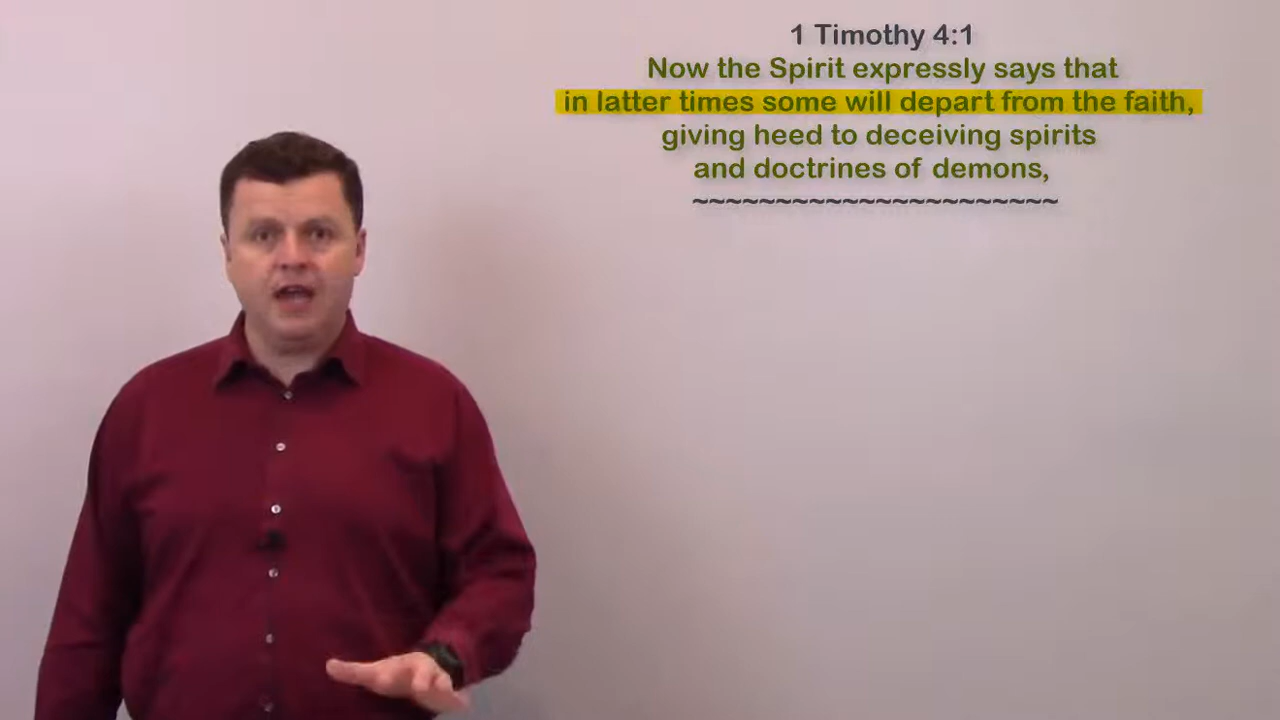 1 Timothy 4:1
Now the Spirit expressly says that
in latter times some will depart from the faith,
giving heed to deceiving spirits
and doctrines of demons,
~~~~~~~~~~~~~~~~~~~~~~